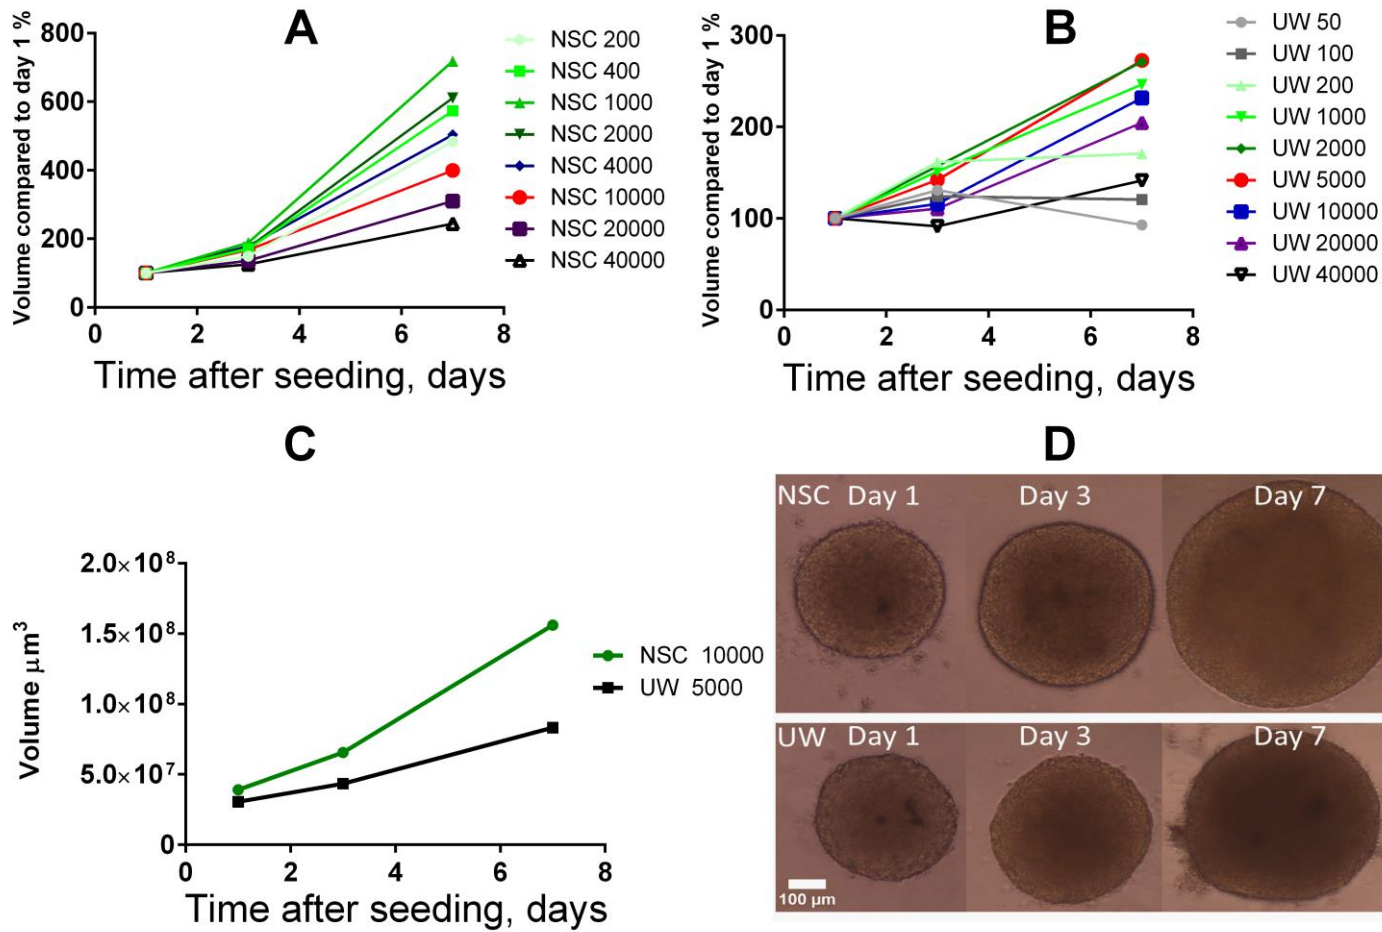 A
Volume compared to day 1 %
800
600
400
200
0
0 2 4 6 8
Time after seeding, days
NSC 200
NSC 400
NSC 1000
NSC 2000
NSC 4000
NSC 10000
NSC 20000
NSC 40000
B
Volume compared to day 1 %
300
200
100
0
0 2 4 6 8
Time after seeding, days
UW 50
UW 100
UW 200
UW 1000
UW 2000
UW 5000
UW 10000
UW 20000
UW 40000
C
Volume μm³
2.0×10⁸
1.5×10⁸
1.0×10⁸
5.0×10⁷
0
0 2 4 6 8
Time after seeding, days
NSC 10000
UW 5000
D
NSC Day 1 Day 3 Day 7
UW Day 1 Day 3 Day 7
100 μm